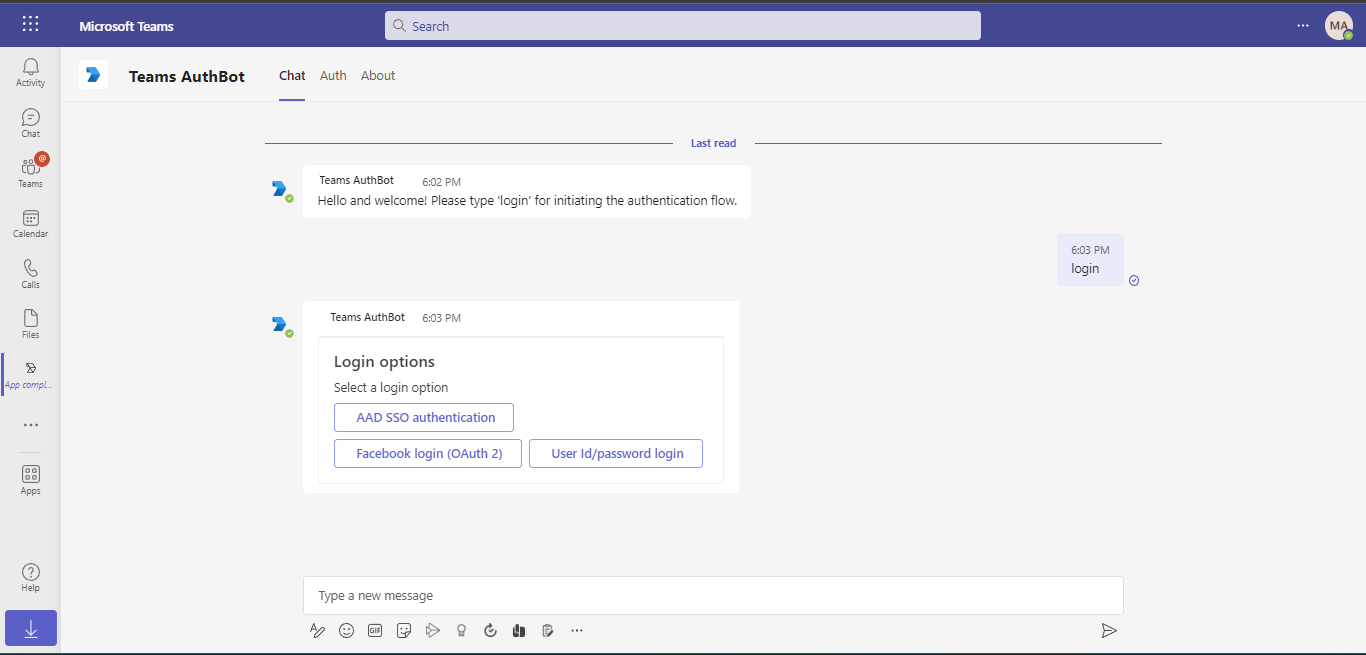 Microsoft Teams
Search
MA
Activity
Chat
@
Teams
Calendar
Calls
Files
App compl...
Apps
Help
Teams AuthBot
Chat Auth About
Last read
Teams AuthBot 6:02 PM
Hello and welcome! Please type 'login' for initiating the authentication flow.
6:03 PM
login
Teams AuthBot 6:03 PM
Login options
Select a login option
AAD SSO authentication
Facebook login (OAuth 2) User Id/password login
Type a new message
GIF